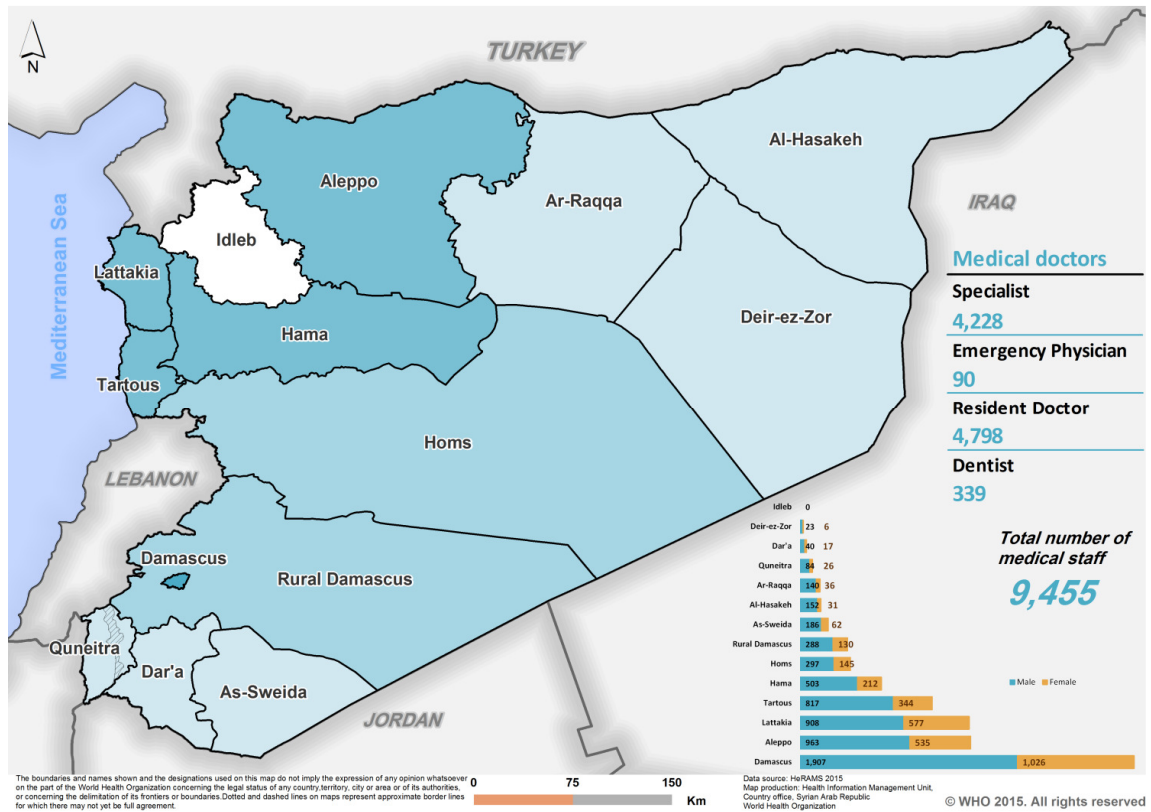 N
TURKEY
Al-Hasakeh
Aleppo
Ar-Raqqa
IRAQ
Mediterranean Sea
Idleb
Lattakia
Hama
Deir-ez-Zor
Tartous
Homs
LEBANON
Damascus
Rural Damascus
Quneitra
Dar'a
As-Sweida
JORDAN
Medical doctors
Specialist
4,228
Emergency Physician
90
Resident Doctor
4,798
Dentist
339
Total number of
medical staff
9,455
Idleb 0
Deir-ez-Zor 23 6
Dar'a 40 17
Quneitra 84 26
Ar-Raqqa 140 36
Al-Hasakeh 152 31
As-Sweida 186 62
Rural Damascus 288 130
Homs 297 145
Hama 503 212
Tartous 817 344
Lattakia 908 577
Aleppo 963 535
Damascus 1,907 1,026
Male Female
The boundaries and names shown and the designations used on this map do not imply the expression of any opinion whatsoever
on the part of the World Health Organization concerning the legal status of any country,territory, city or area or of its authorities,
or concerning the delimitation of its frontiers or boundaries.Dotted and dashed lines on maps represent approximate border lines
for which there may not yet be full agreement.
0 75 150
Km
Data source: HeRAMS 2015
Map production: Health Information Management Unit,
Country office, Syrian Arab Republic
World Health Organization
© WHO 2015. All rights reserved